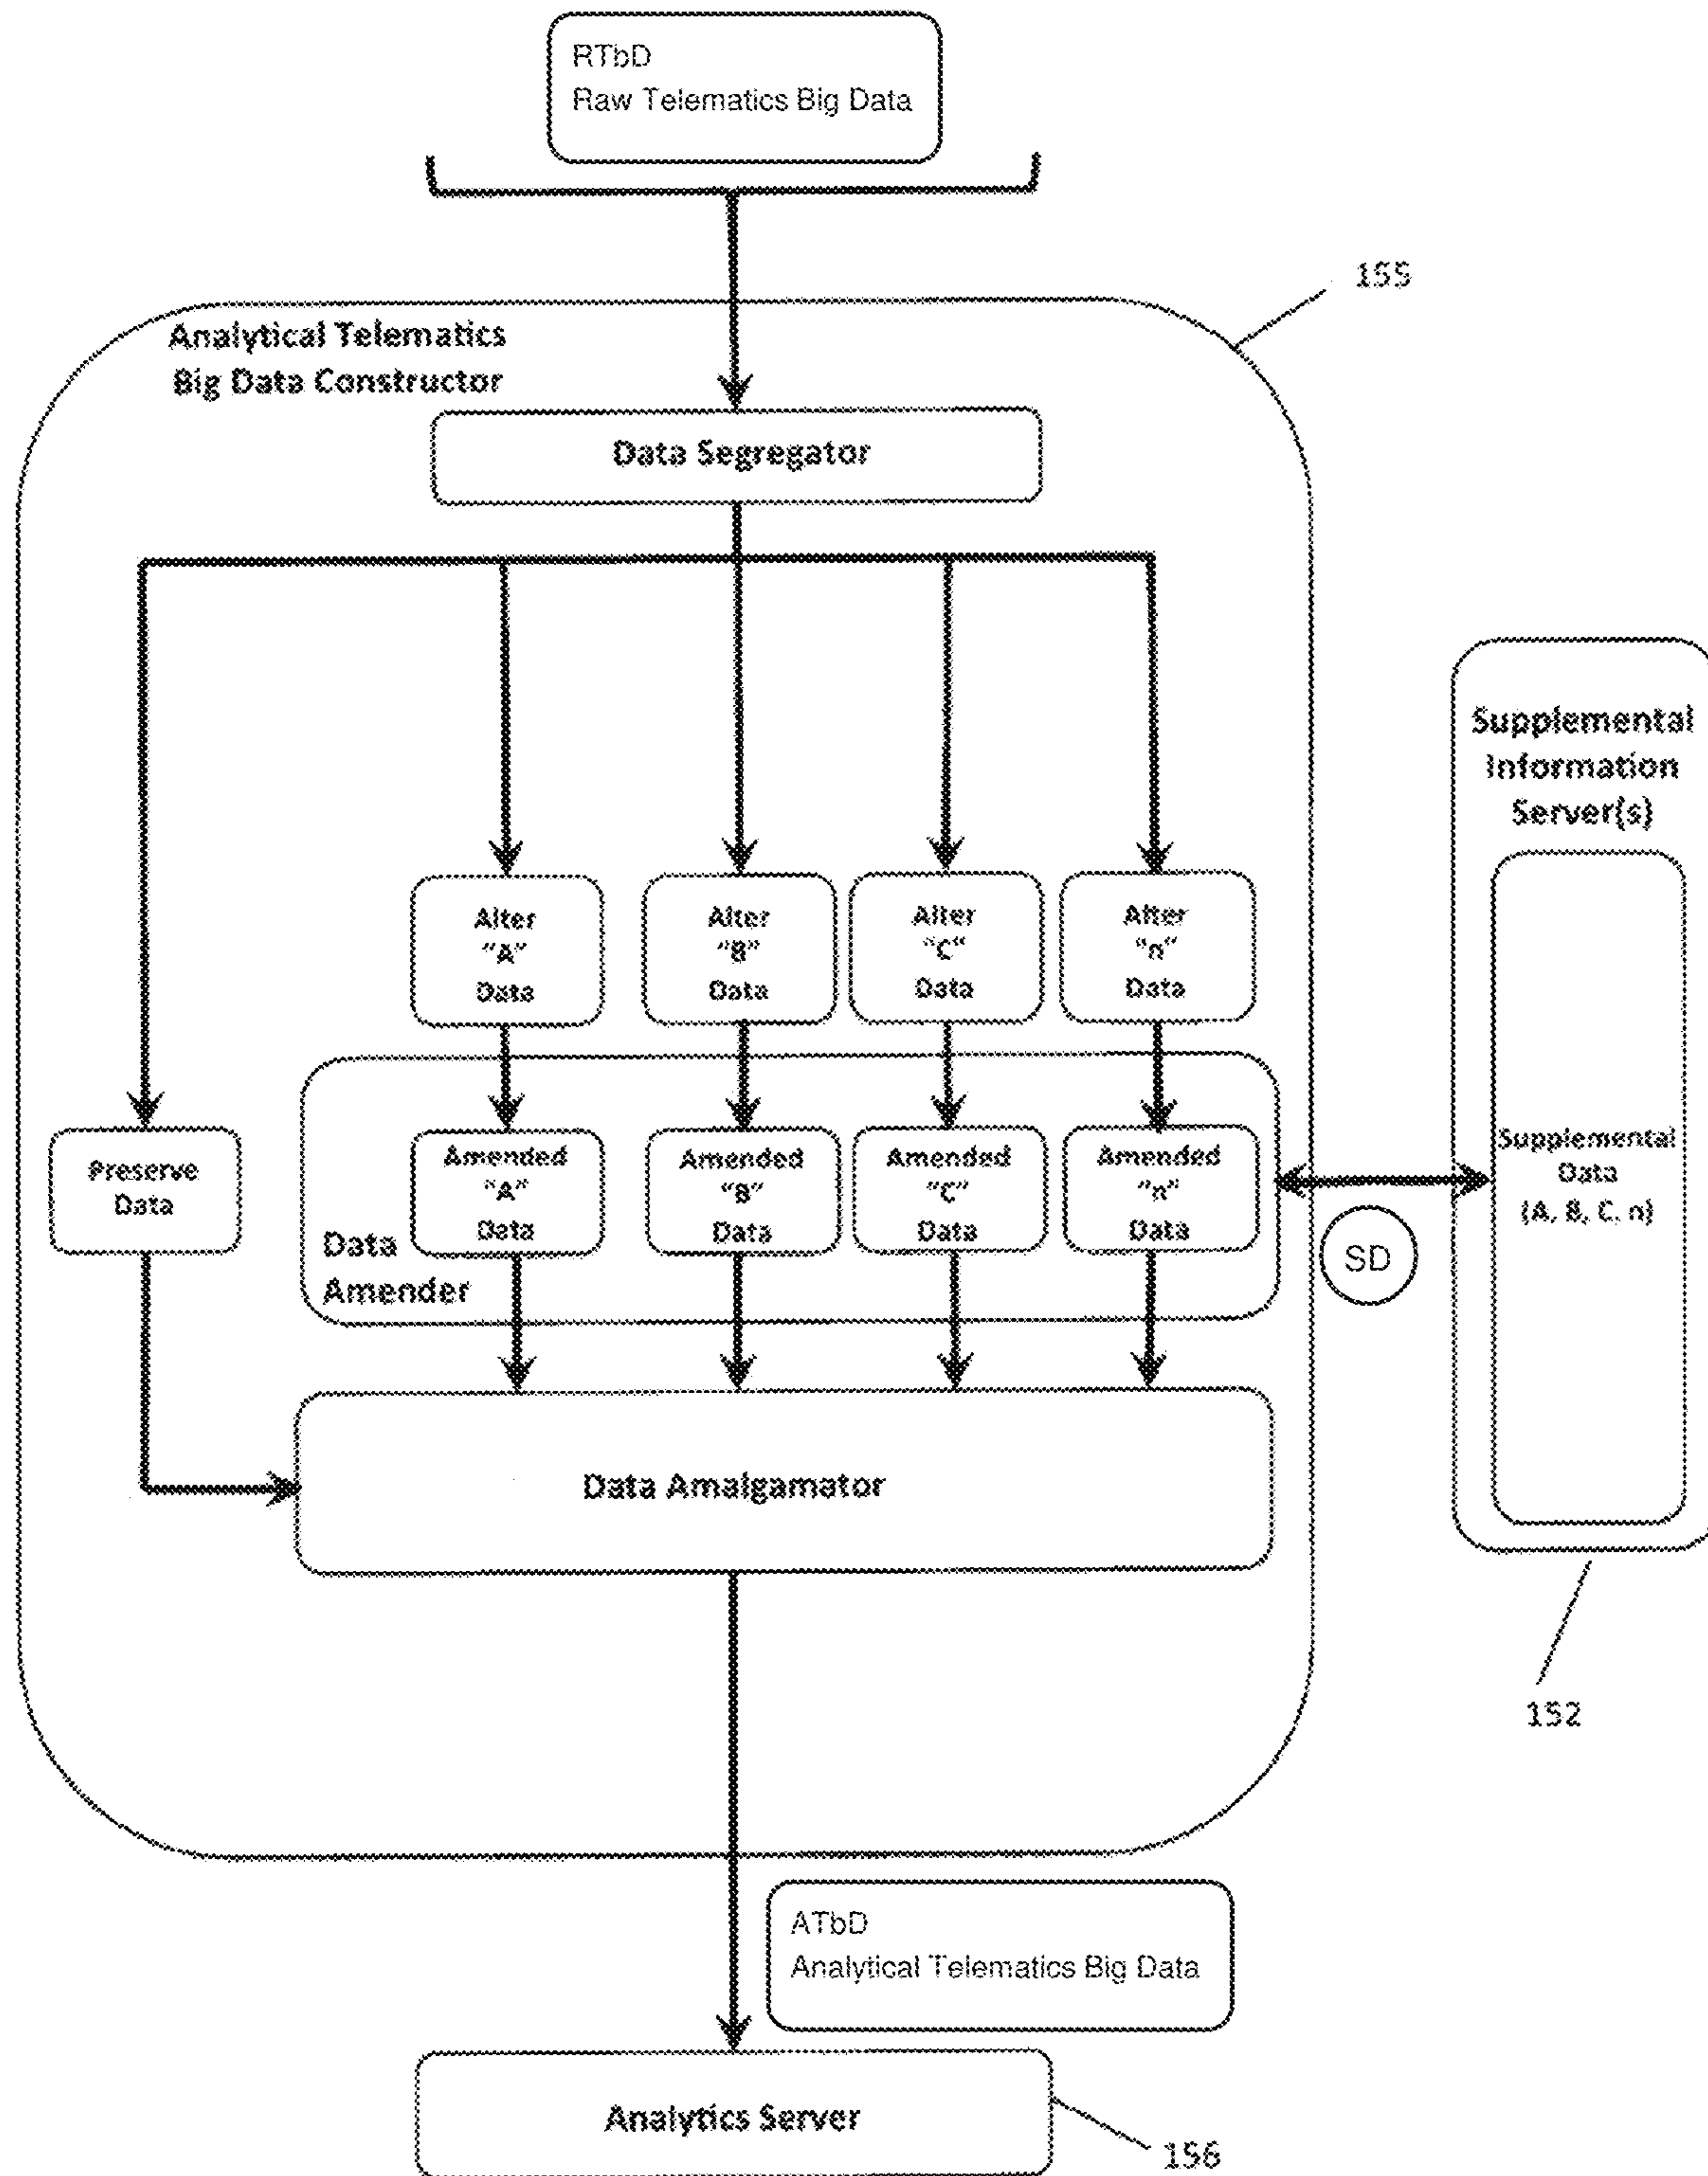 RTbD
Raw Telematics Big Data
155
Analytical Telematics
Big Data Constructor
Data Segregator
Supplemental
Information
Server(s)
Alter
"A"
Data
Alter
"B"
Data
Alter
"C"
Data
Alter
"n"
Data
Preserve
Data
Amended
"A"
Data
Amended
"B"
Data
Amended
"C"
Data
Amended
"n"
Data
Data
Amender
Supplemental
Data
(A, B, C, n)
SD
Data Amalgamator
152
ATbD
Analytical Telematics Big Data
Analytics Server
156